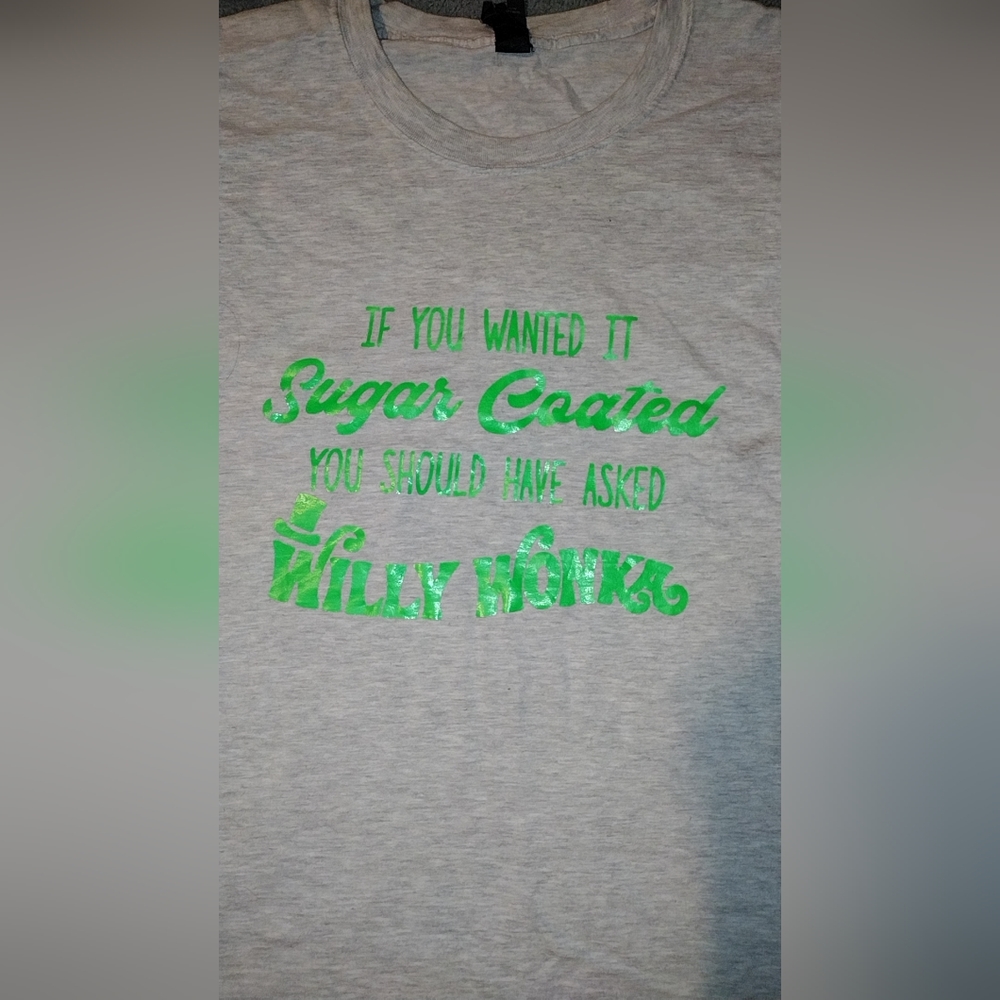 IF YOU WANTED IT
Sugar Coated
YOU SHOULD HAVE ASKED
WILLY WONKA